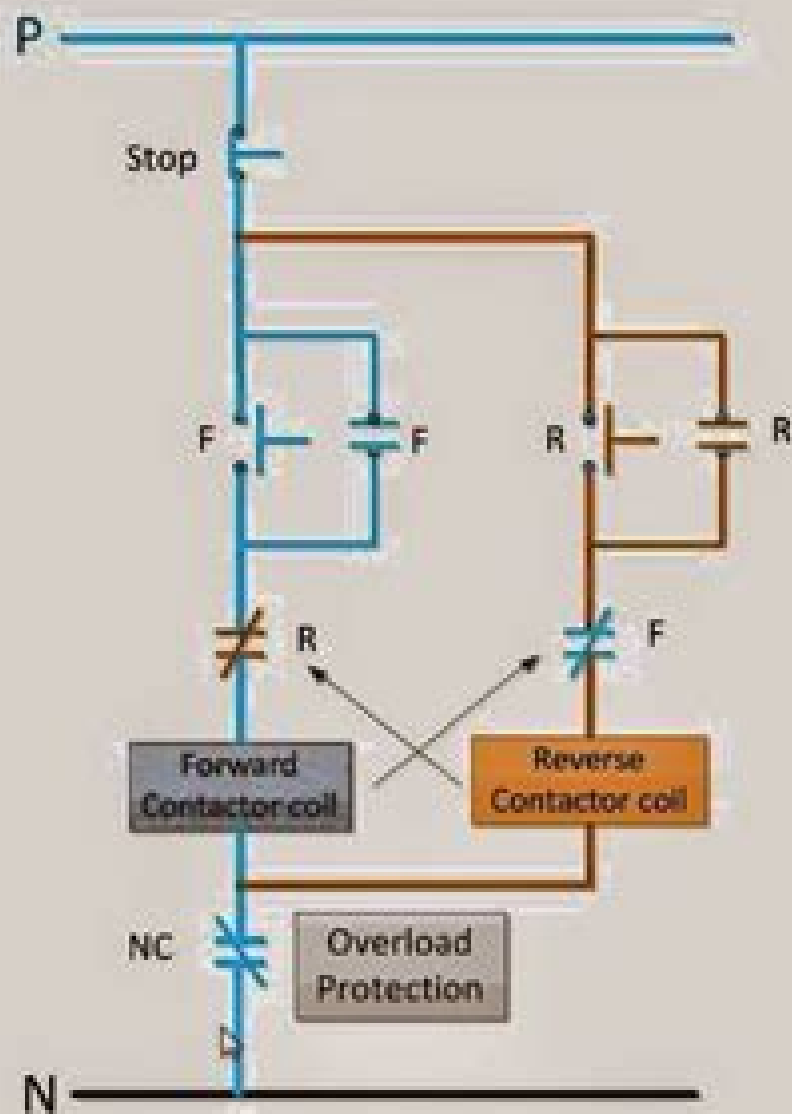 P
Stop
F
F
R
R
R
F
Forward
Contactor coil
Reverse
Contactor coil
NC
Overload
Protection
N